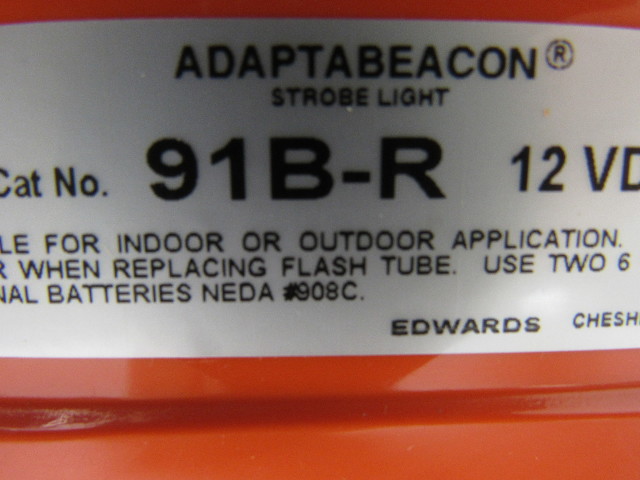 ADAPTABEACON®
STROBE LIGHT
Cat No. 91B-R 12 VD
LE FOR INDOOR OR OUTDOOR APPLICATION.
R WHEN REPLACING FLASH TUBE. USE TWO 6
NAL BATTERIES NEDA #908C.
EDWARDS CHESHI